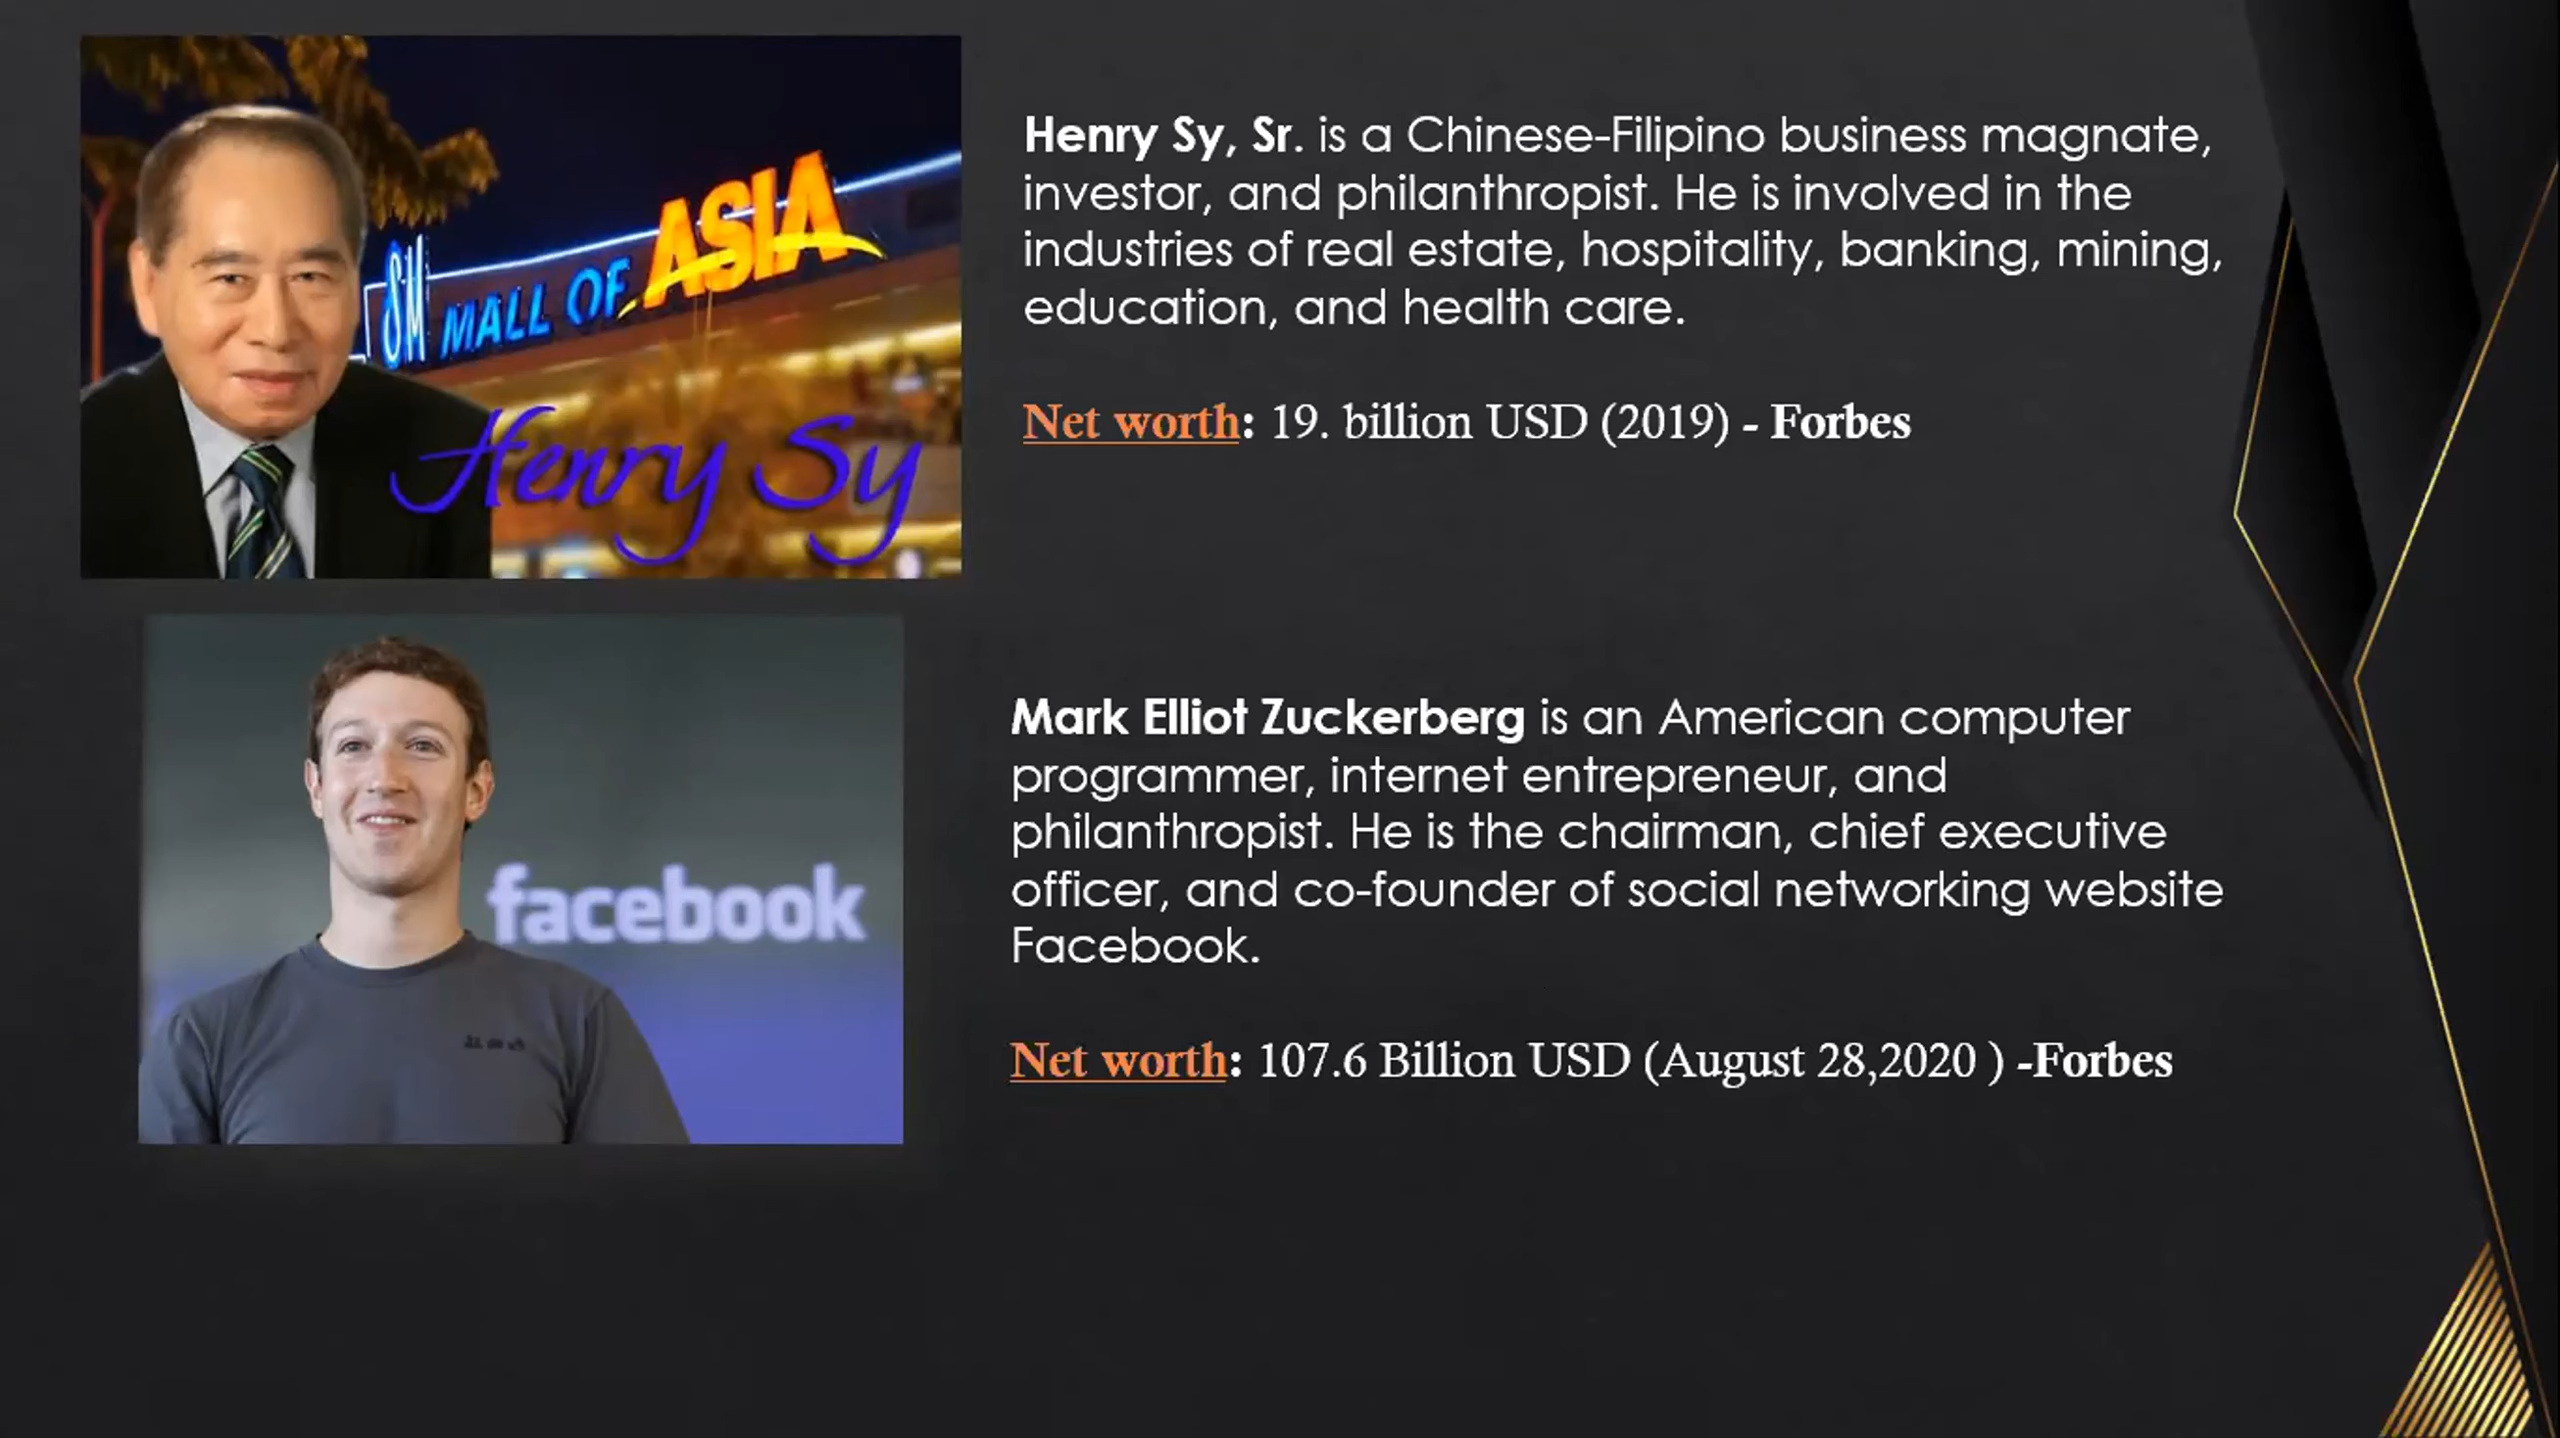 SM MALL OF ASIA
Henry Sy
Henry Sy, Sr. is a Chinese-Filipino business magnate,
investor, and philanthropist. He is involved in the
industries of real estate, hospitality, banking, mining,
education, and health care.
Net worth: 19. billion USD (2019) - Forbes
facebook
Mark Elliot Zuckerberg is an American computer
programmer, internet entrepreneur, and
philanthropist. He is the chairman, chief executive
officer, and co-founder of social networking website
Facebook.
Net worth: 107.6 Billion USD (August 28,2020 ) -Forbes